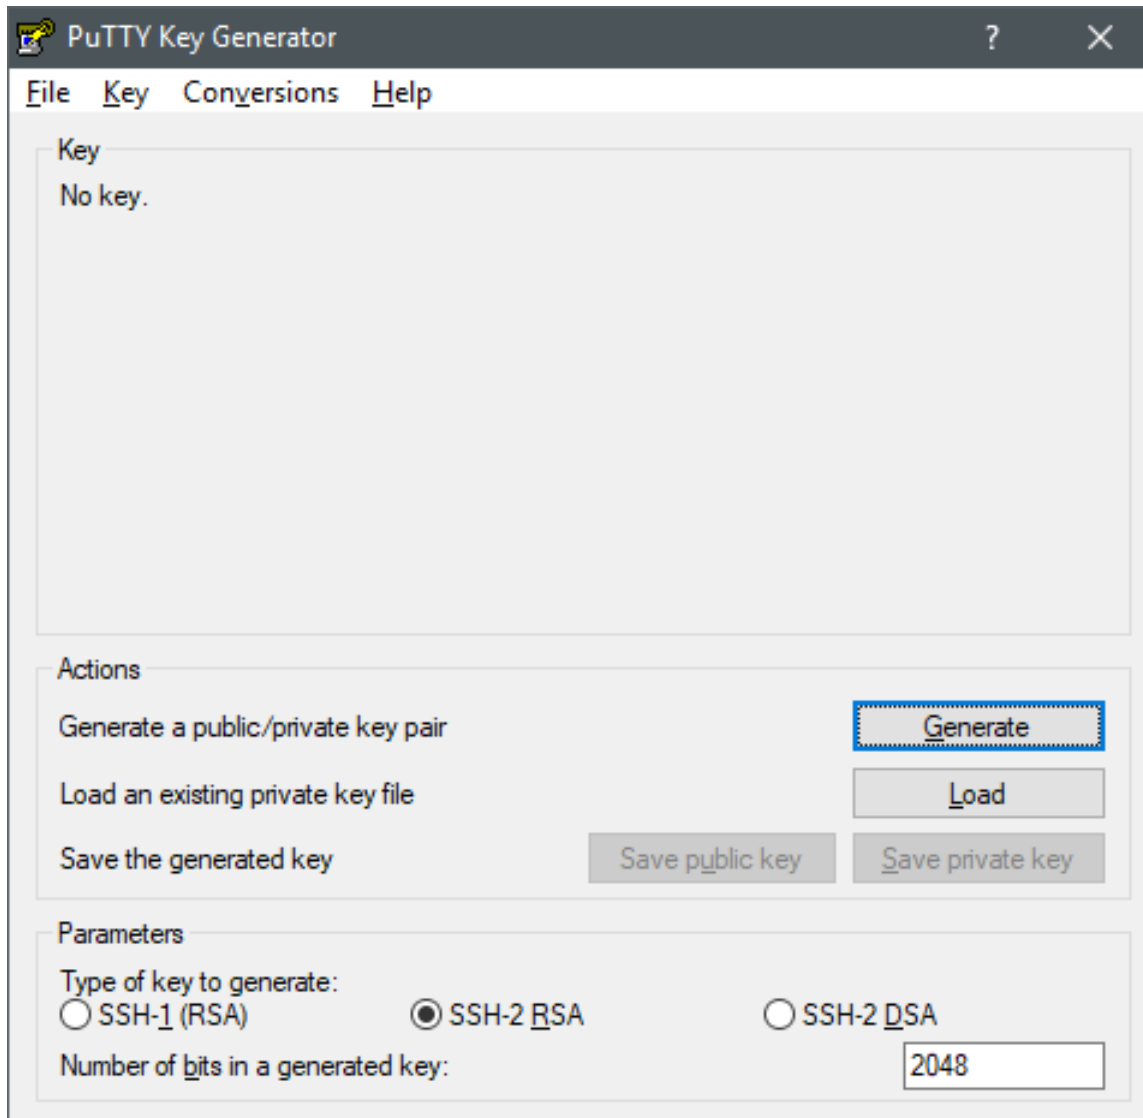 PuTTY Key Generator ?
File Key Conversions Help
Key
No key.
Actions
Generate a public/private key pair Generate
Load an existing private key file Load
Save the generated key Save public key Save private key
Parameters
Type of key to generate:
SSH-1 (RSA) SSH-2 RSA SSH-2 DSA
Number of bits in a generated key: 2048